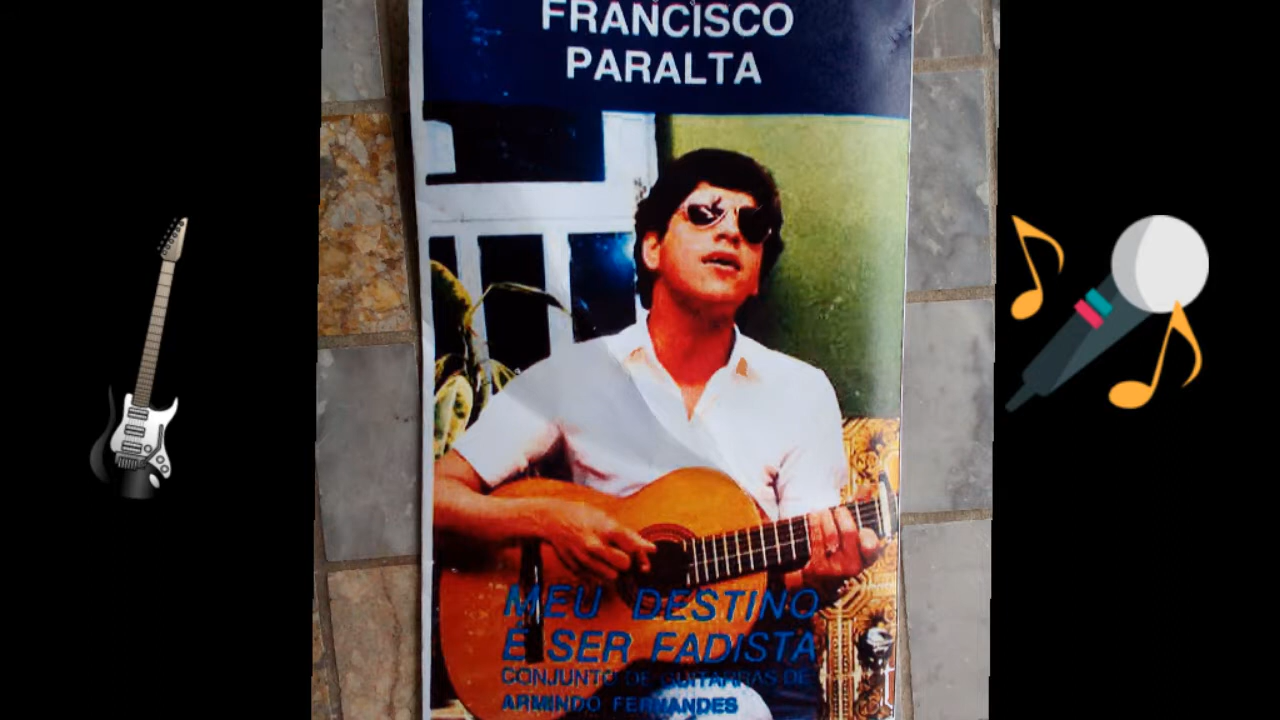 FRANCISCO
PARALTA
MEU DESTINO
É SER FADISTA
CONJUNTO DE GUITARRAS DE
ARMINDO FERNANDES